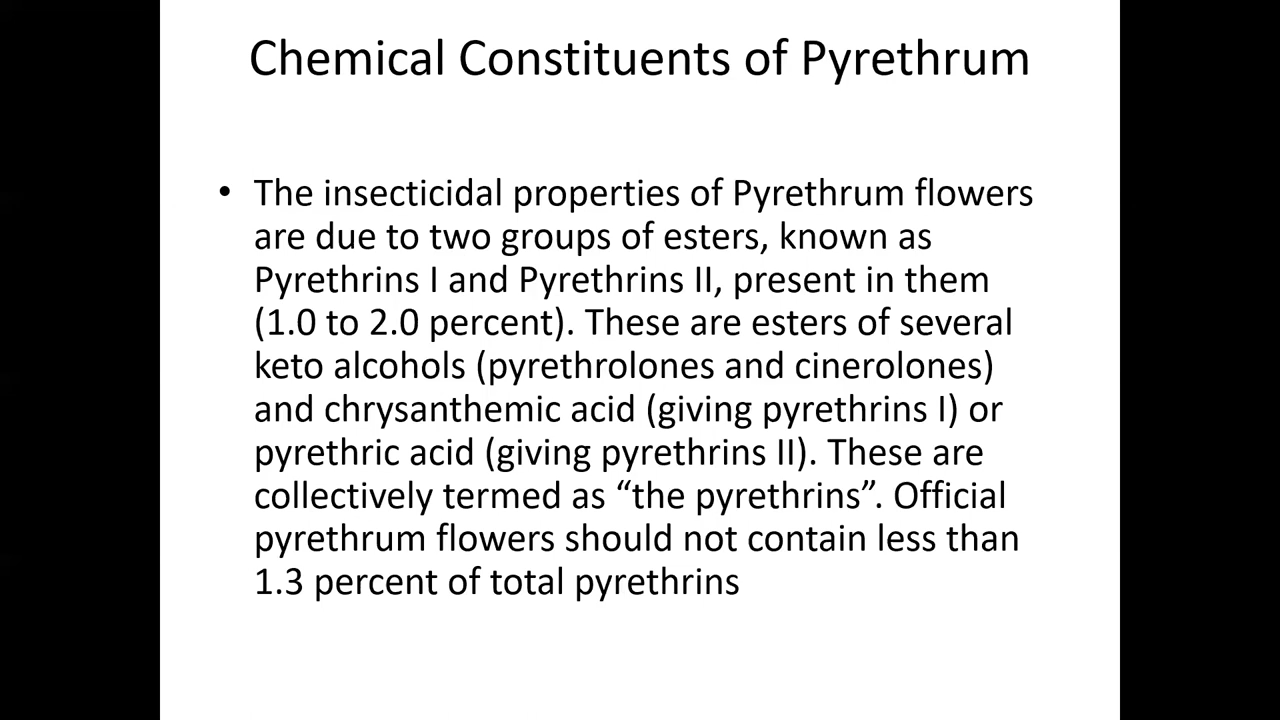 Chemical Constituents of Pyrethrum
• The insecticidal properties of Pyrethrum flowers
are due to two groups of esters, known as
Pyrethrins I and Pyrethrins II, present in them
(1.0 to 2.0 percent). These are esters of several
keto alcohols (pyrethrolones and cinerolones)
and chrysanthemic acid (giving pyrethrins I) or
pyrethric acid (giving pyrethrins II). These are
collectively termed as “the pyrethrins”. Official
pyrethrum flowers should not contain less than
1.3 percent of total pyrethrins